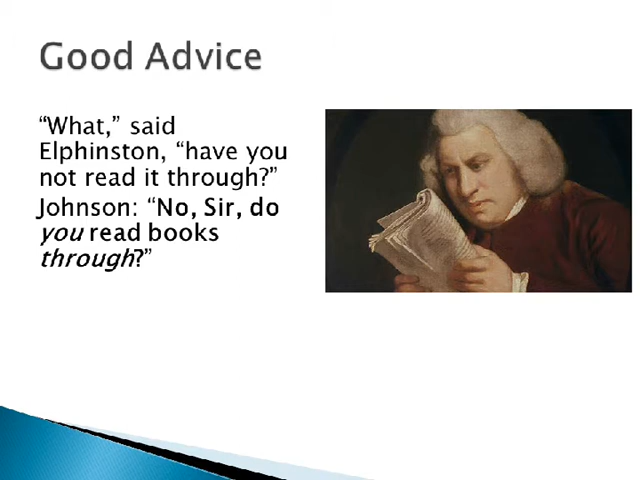 Good Advice
“What,” said
Elphinston, “have you
not read it through?”
Johnson: “No, Sir, do
you read books
through?”